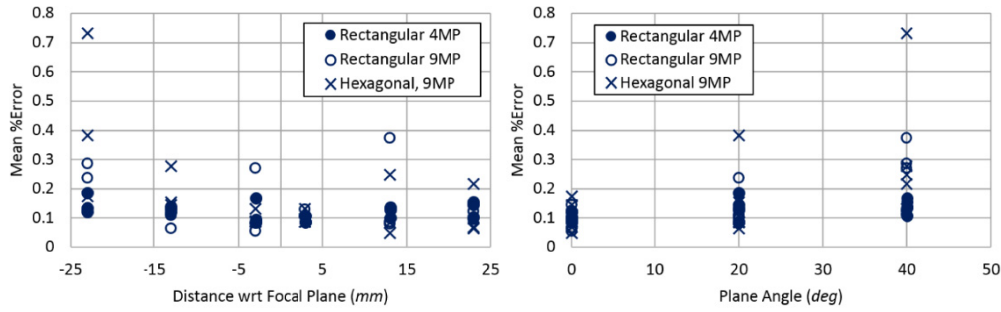 0.8
0.7
0.6
0.5
0.4
0.3
0.2
0.1
0
Mean %Error
Rectangular 4MP
Rectangular 9MP
Hexagonal, 9MP
-25 -15 -5 5 15 25
Distance wrt Focal Plane (mm)
0.8
0.7
0.6
0.5
0.4
0.3
0.2
0.1
0
Mean %Error
Rectangular 4MP
Rectangular 9MP
Hexagonal 9MP
0 10 20 30 40 50
Plane Angle (deg)